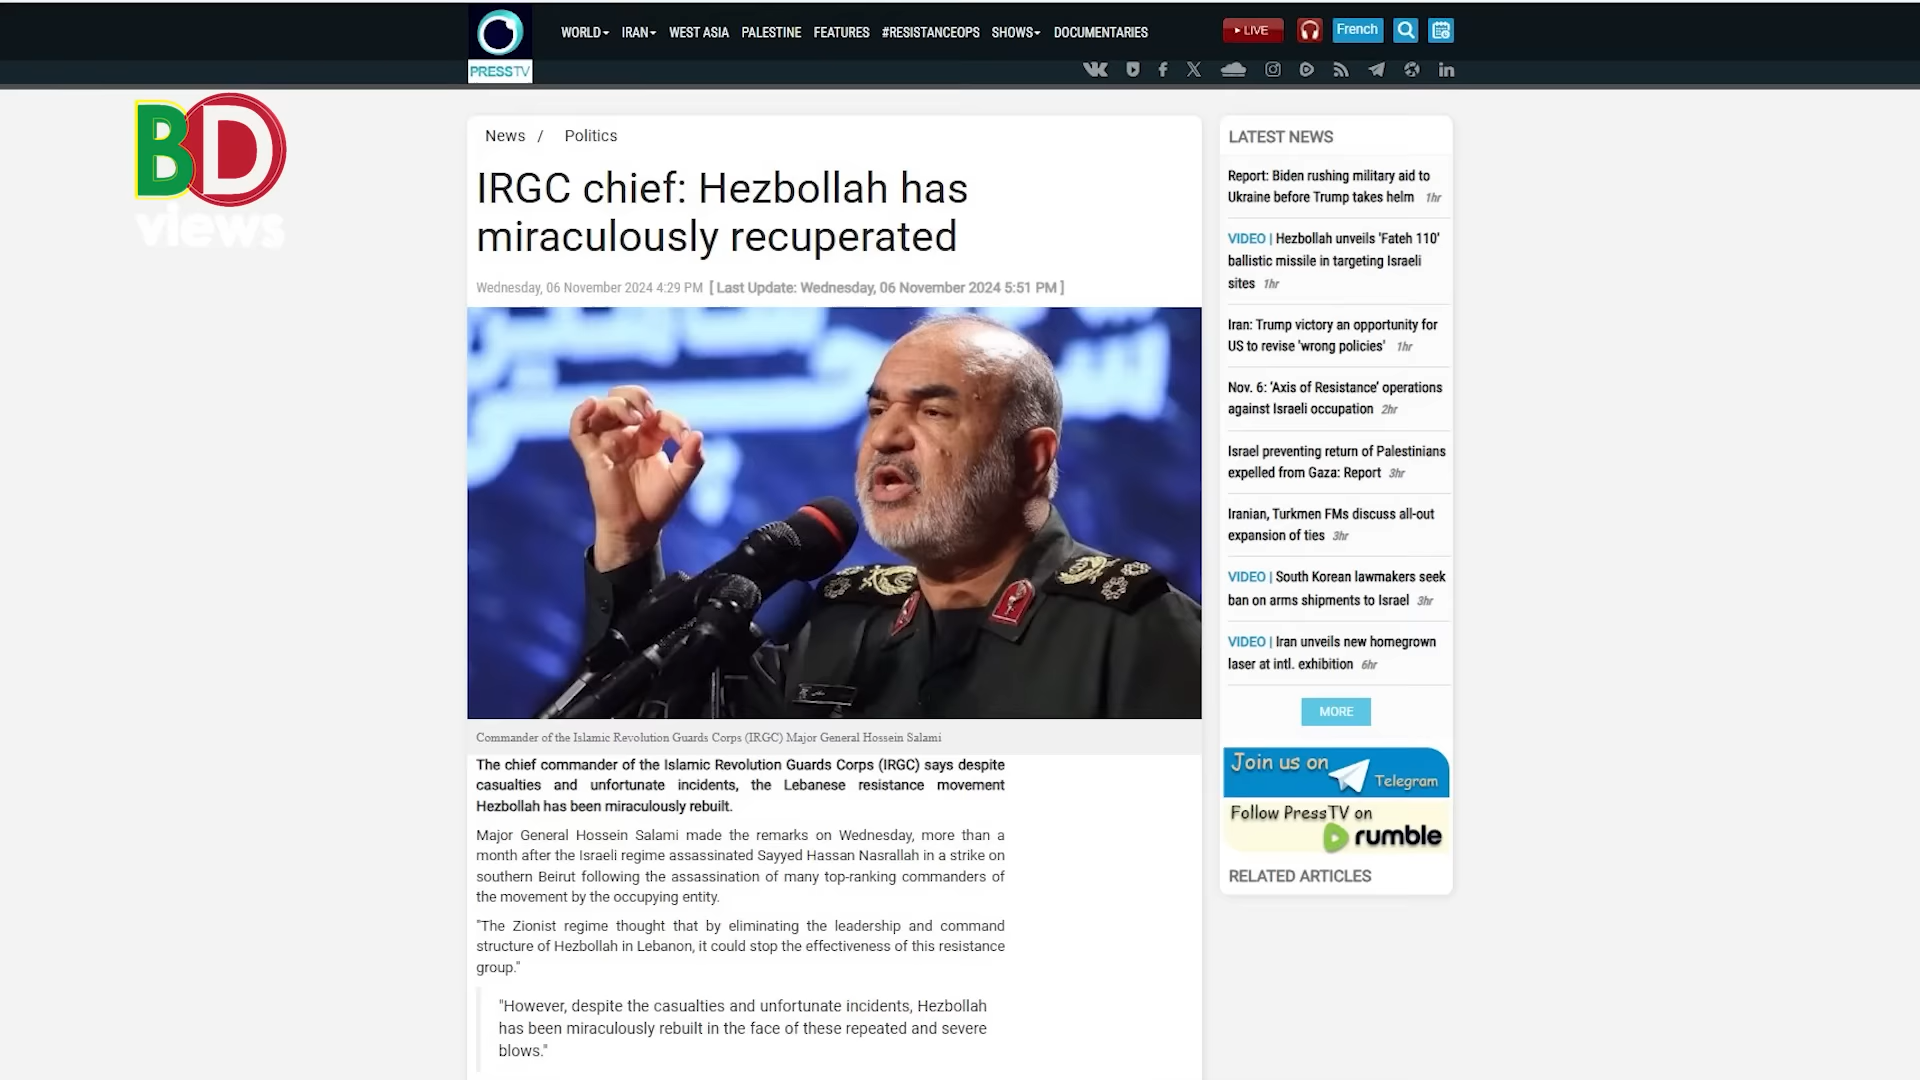 PRESSTV
WORLD
IRAN
WEST ASIA
PALESTINE
FEATURES
#RESISTANCEOPS
SHOWS
DOCUMENTARIES
LIVE
French
BD
views
News / Politics
IRGC chief: Hezbollah has
miraculously recuperated
Wednesday, 06 November 2024 4:29 PM [ Last Update: Wednesday, 06 November 2024 5:51 PM ]
Commander of the Islamic Revolution Guards Corps (IRGC) Major General Hossein Salami
The chief commander of the Islamic Revolution Guards Corps (IRGC) says despite
casualties and unfortunate incidents, the Lebanese resistance movement
Hezbollah has been miraculously rebuilt.
Major General Hossein Salami made the remarks on Wednesday, more than a
month after the Israeli regime assassinated Sayyed Hassan Nasrallah in a strike on
southern Beirut following the assassination of many top-ranking commanders of
the movement by the occupying entity.
"The Zionist regime thought that by eliminating the leadership and command
structure of Hezbollah in Lebanon, it could stop the effectiveness of this resistance
group."
"However, despite the casualties and unfortunate incidents, Hezbollah
has been miraculously rebuilt in the face of these repeated and severe
blows."
LATEST NEWS
Report: Biden rushing military aid to
Ukraine before Trump takes helm 1hr
VIDEO | Hezbollah unveils 'Fateh 110'
ballistic missile in targeting Israeli
sites 1hr
Iran: Trump victory an opportunity for
US to revise 'wrong policies' 1hr
Nov. 6: 'Axis of Resistance' operations
against Israeli occupation 2hr
Israel preventing return of Palestinians
expelled from Gaza: Report 3hr
Iranian, Turkmen FMs discuss all-out
expansion of ties 3hr
VIDEO | South Korean lawmakers seek
ban on arms shipments to Israel 3hr
VIDEO | Iran unveils new homegrown
laser at intl. exhibition 6hr
MORE
Join us on
Telegram
Follow PressTV on
rumble
RELATED ARTICLES